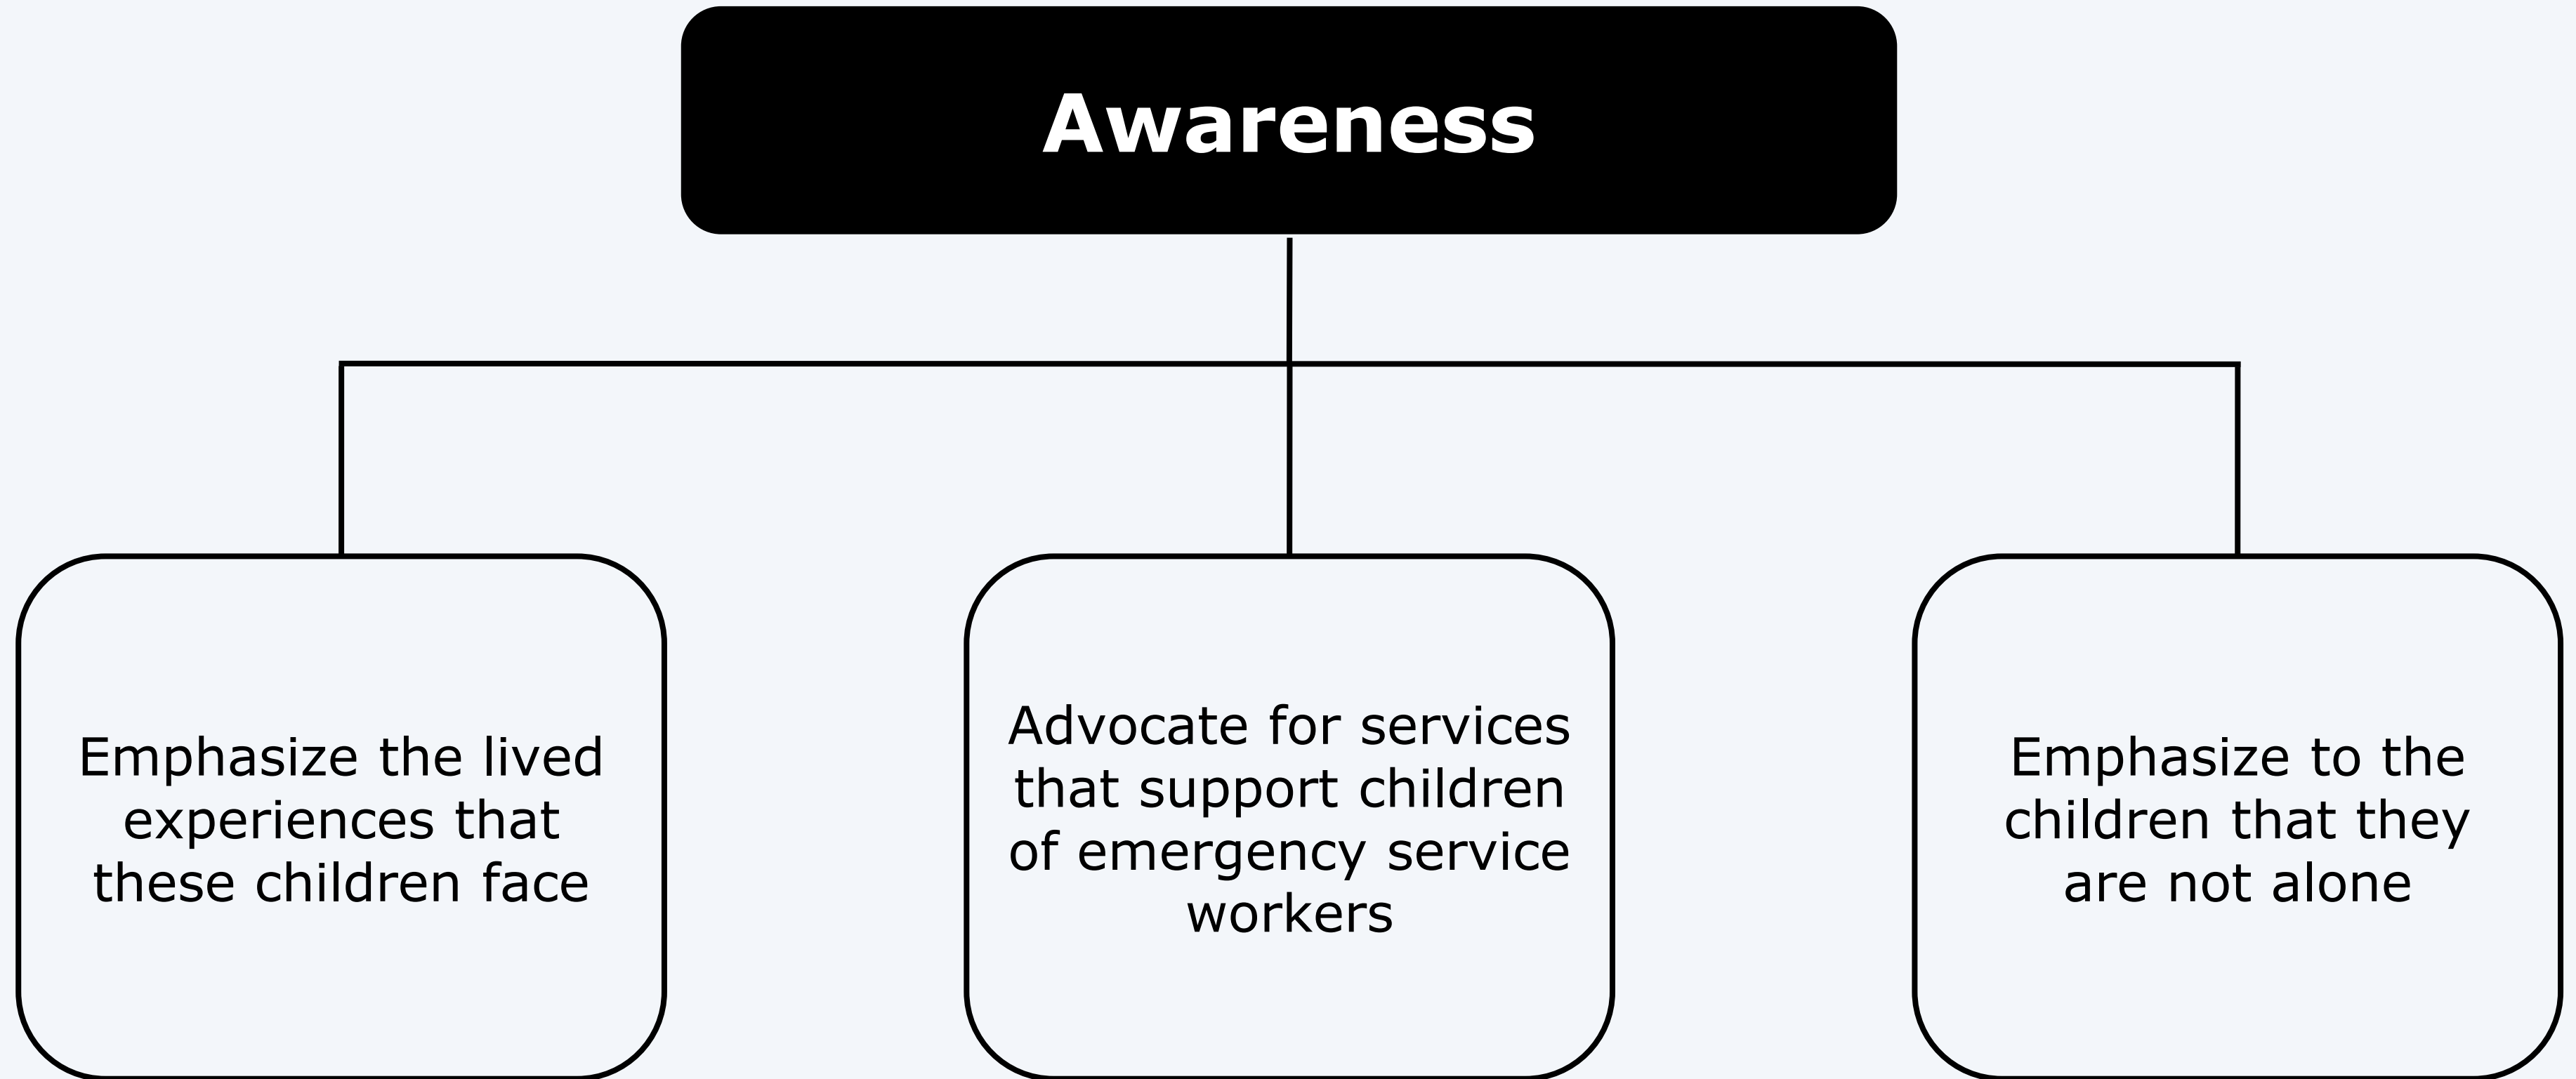 Awareness
Emphasize the lived
experiences that
these children face
Advocate for services
that support children
of emergency service
workers
Emphasize to the
children that they
are not alone